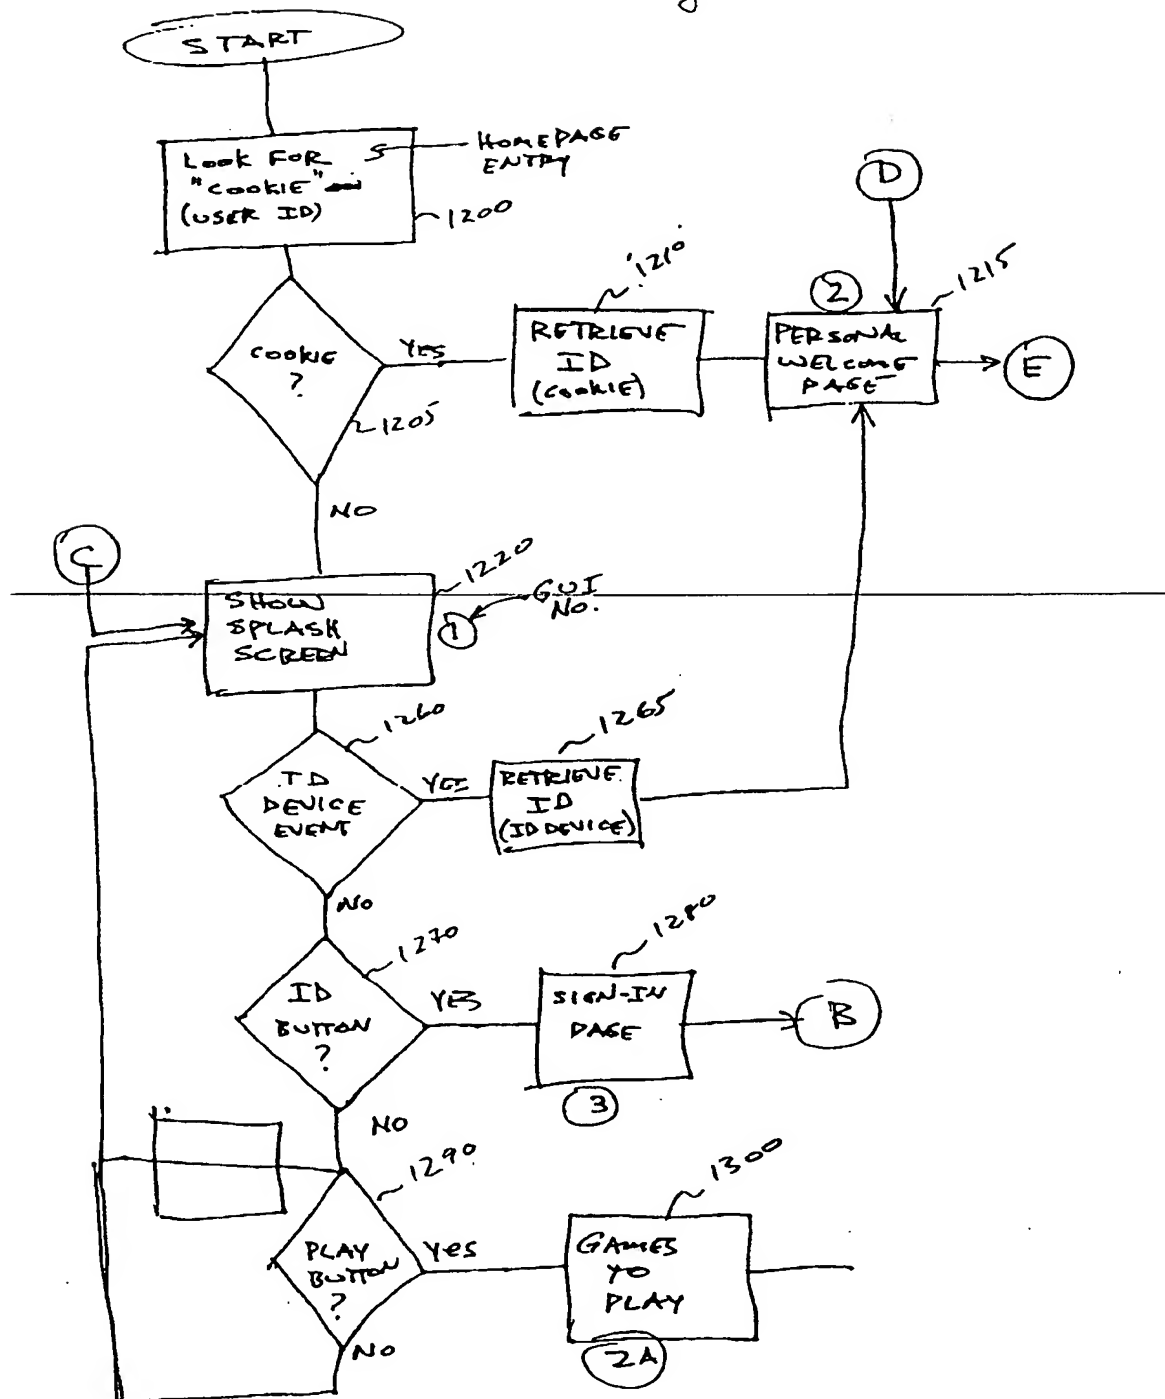 START
LOOK FOR
"COOKIE"
(USER ID)
HOMEPAGE
ENTRY
1200
D
COOKIE
?
YES
1205
1210
RETRIEVE
ID
(COOKIE)
2
1215
PERSONAL
WELCOME
PAGE
E
NO
C
1220
SHOW
SPLASH
SCREEN
1
GUI
NO.
1260
ID
DEVICE
EVENT
YES
1265
RETRIEVE
ID
(ID DEVICE)
NO
1270
ID
BUTTON
?
YES
1280
SIGN-IN
PAGE
B
3
NO
1290
PLAY
BUTTON
?
YES
1300
GAMES
TO
PLAY
2A
NO